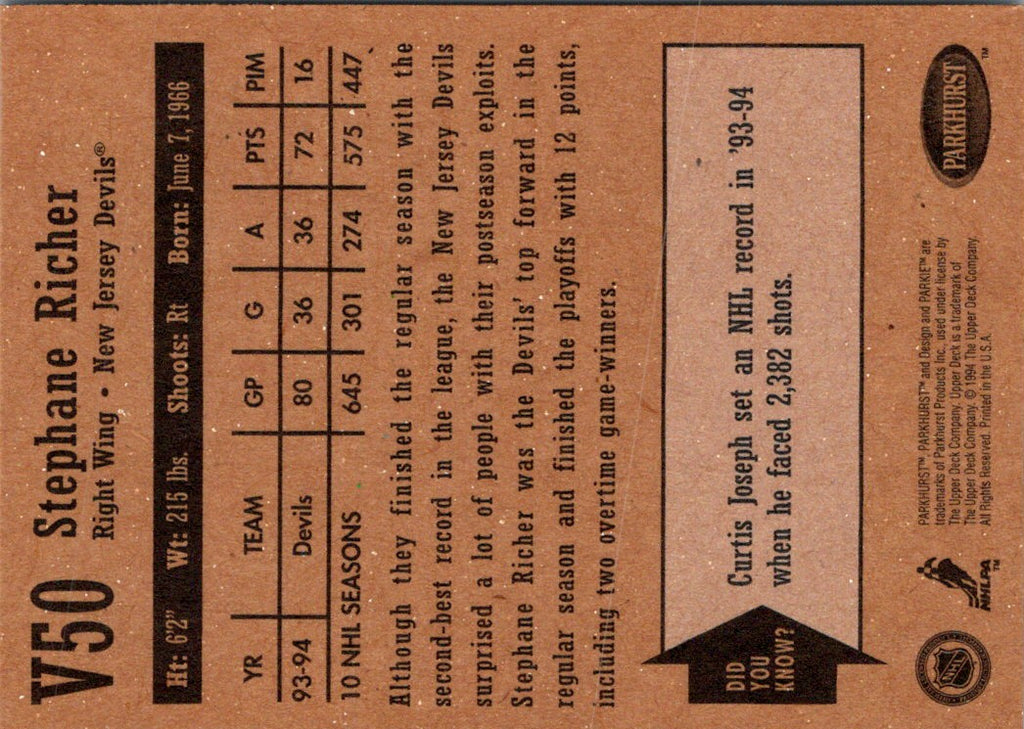 V50 Stephane Richer
Right Wing • New Jersey Devils®
Ht: 6'2" Wt: 215 lbs. Shoots: Rt Born: June 7, 1966
YR TEAM GP G A PTS PIM
93-94 Devils 80 36 36 72 16
10 NHL SEASONS 645 301 274 575 447
Although they finished the regular season with the
second-best record in the league, the New Jersey Devils
surprised a lot of people with their postseason exploits.
Stephane Richer was the Devils' top forward in the
regular season and finished the playoffs with 12 points,
including two overtime game-winners.
DID
YOU
KNOW?
Curtis Joseph set an NHL record in '93-94
when he faced 2,382 shots.
NHL
NHLPA
TM
PARKHURST™, PARKHURST™ and Design and PARKIE™ are
trademarks of Parkhurst Products Inc., used under license by
The Upper Deck Company. Upper Deck is a trademark of
The Upper Deck Company. © 1994 The Upper Deck Company.
All Rights Reserved. Printed in the U.S.A.
PARKHURST
TM